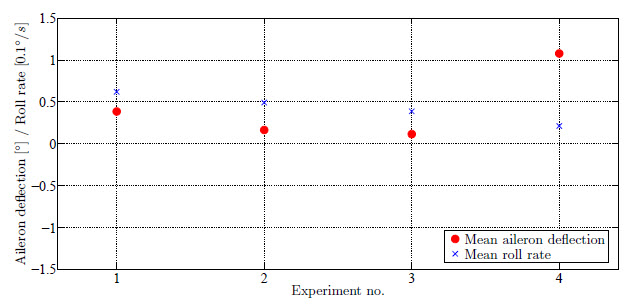 Aileron deflection [°] / Roll rate [0.1°/s]
1.5
1
0.5
0
−0.5
−1
−1.5
1 2 3 4
Experiment no.
Mean aileron deflection
Mean roll rate